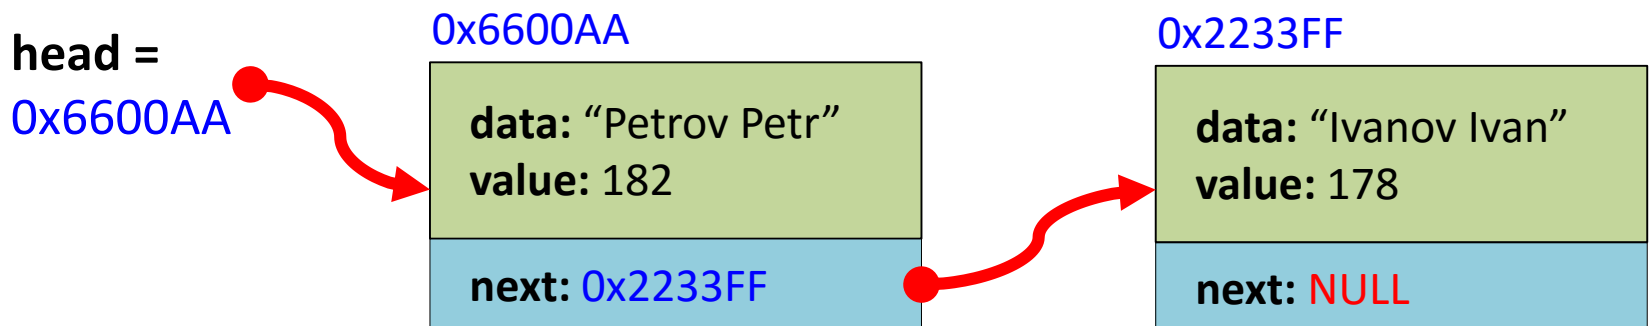 head =
0x6600AA
0x6600AA
data: “Petrov Petr”
value: 182
next: 0x2233FF
0x2233FF
data: “Ivanov Ivan”
value: 178
next: NULL